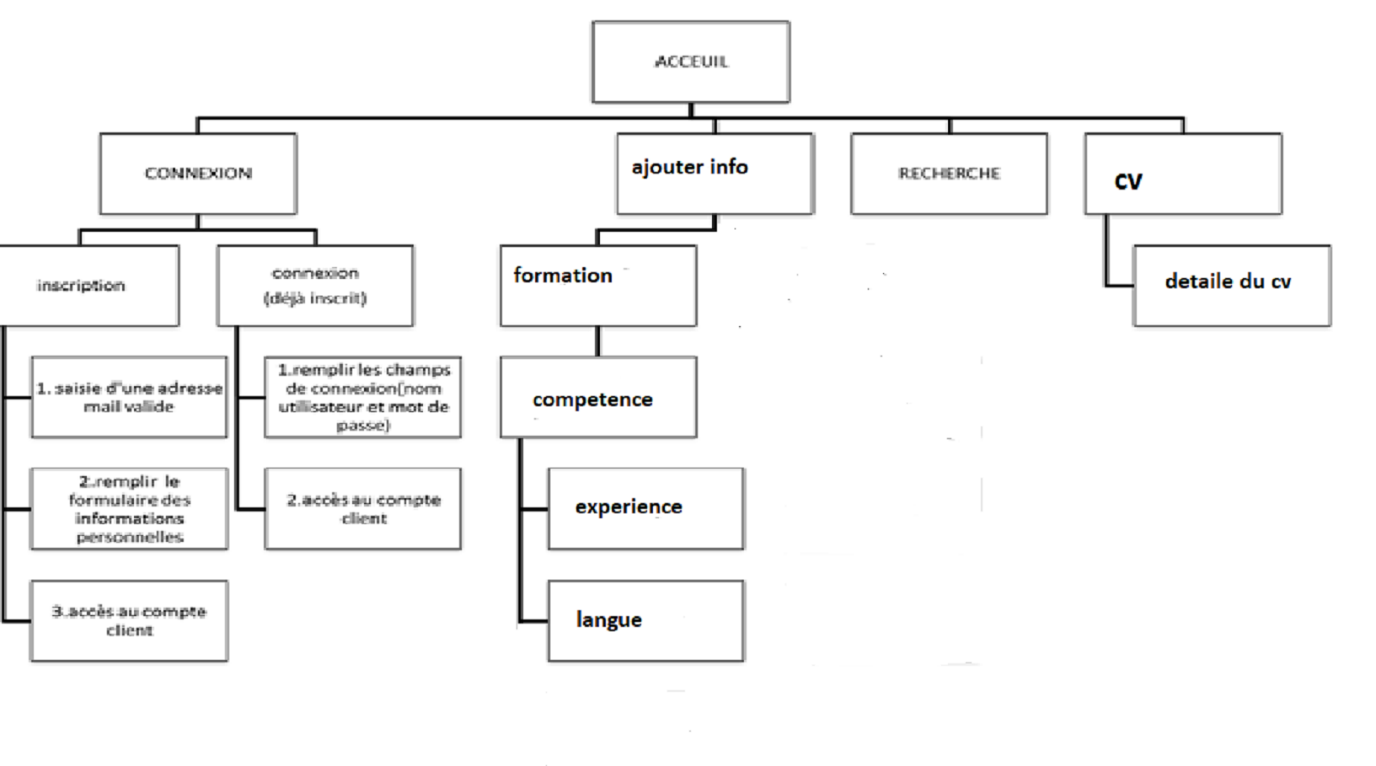 ACCEUIL
CONNEXION
ajouter info
RECHERCHE
cv
inscription
connexion
(déjà inscrit)
formation
detaile du cv
1. saisie d'une adresse
mail valide
1.remplir les champs
de connexion(nom
utilisateur et mot de
passe)
competence
2.remplir le
formulaire des
informations
personnelles
2.accès au compte
client
experience
3.accès au compte
client
langue